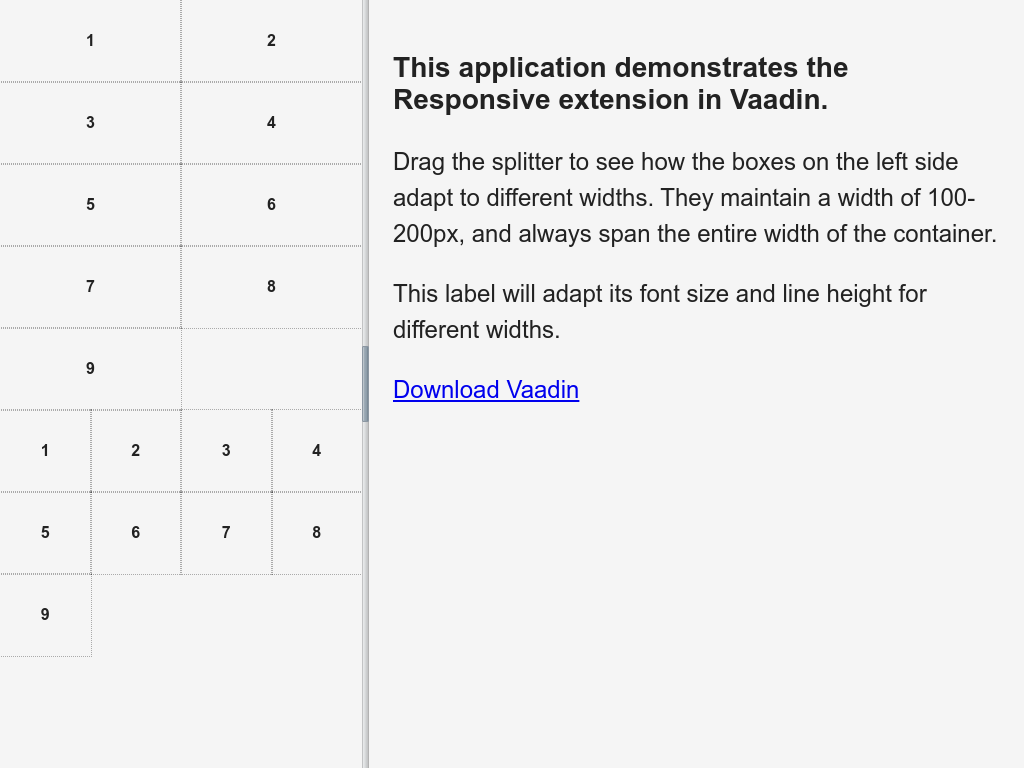 1 2
3 4
5 6
7 8
9
1 2 3 4
5 6 7 8
9
This application demonstrates the
Responsive extension in Vaadin.
Drag the splitter to see how the boxes on the left side
adapt to different widths. They maintain a width of 100-
200px, and always span the entire width of the container.
This label will adapt its font size and line height for
different widths.
Download Vaadin